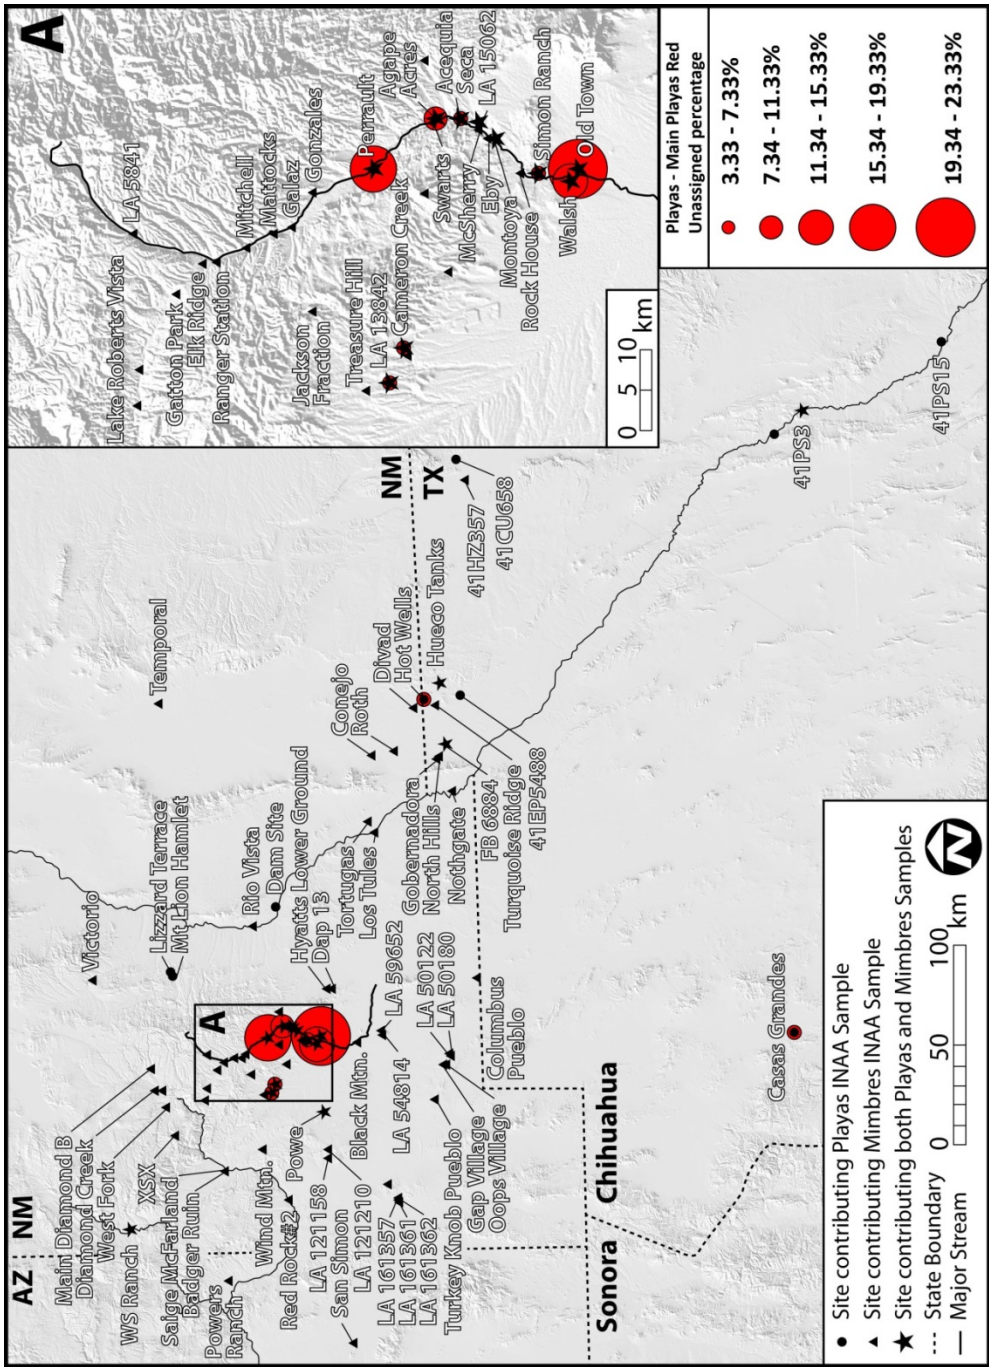 AZ
NM
Main Diamond B
Diamond Creek
West Fork
WS Ranch
XSX
Saige McFarland
Badger Ruin
Powers
Ranch
Wind Mtn.
Red Rock#2
Powe
LA 121158
San Simon
LA 121210
Black Mtn.
LA 161357
LA 161361
LA 161362
LA 54814
Turkey Knob Pueblo
Gap Village
Oops Village
Victorio
Lizzard Terrace
Mt Lion Hamlet
A
Rio Vista
Dam Site
Hyatts Lower Ground
Dap 13
Tortugas
Los Tules
LA 59652
LA 50122
LA 50180
Columbus
Pueblo
Temporal
Conejo
Roth
Divad
Hot Wells
Hueco Tanks
Gobernadora
North Hills
Nothgate
FB 6884
Turquoise Ridge
41EP5488
NM
TX
41HZ357
41CU658
41PS3
41PS15
Sonora
Chihuahua
Casas Grandes
A
Lake Roberts Vista
LA 5841
Gatton Park
Elk Ridge
Ranger Station
Mitchell
Mattocks
Galaz
Gonzales
Jackson
Fraction
Treasure Hill
LA 13842
Cameron Creek
Perrault
Agape
Acres
Acequia
Seca
LA 15062
Swarts
McSherry
Eby
Montoya
Rock House
Simon Ranch
Walsh
Old Town
0 5 10
km
Playas - Main Playas Red
Unassigned percentage
3.33 - 7.33%
7.34 - 11.33%
11.34 - 15.33%
15.34 - 19.33%
19.34 - 23.33%
Site contributing Playas INAA Sample
Site contributing Mimbres INAA Sample
Site contributing both Playas and Mimbres Samples
State Boundary
Major Stream
0 50 100
km
N